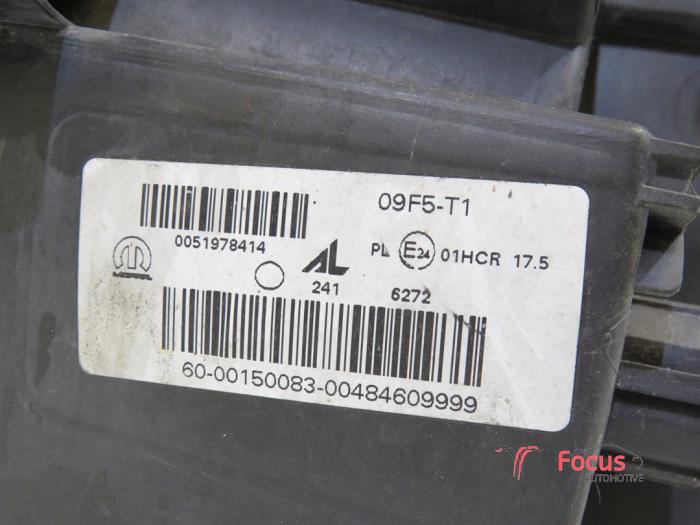 09F5-T1
0051978414
PL E24 01HCR 17.5
AL
241 6272
60-00150083-00484609999
Focus
AUTOMOTIVE